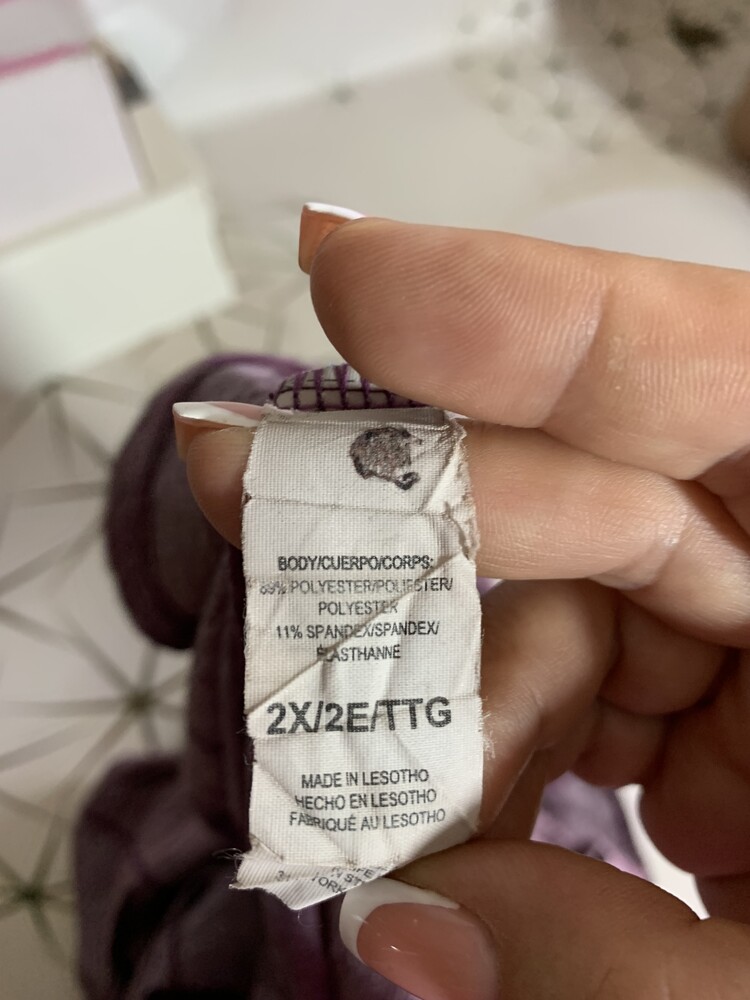 BODY/CUERPO/CORPS:
89% POLYESTER/POLIESTER/
POLYESTER
11% SPANDEX/SPANDEX/
ÉLASTHANNE
2X/2E/TTG
MADE IN LESOTHO
HECHO EN LESOTHO
FABRIQUÉ AU LESOTHO